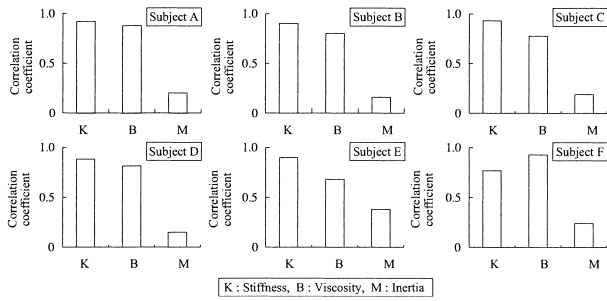 Subject A
Correlation coefficient
1.0
0.5
0
K B M
Subject B
Correlation coefficient
1.0
0.5
0
K B M
Subject C
Correlation coefficient
1.0
0.5
0
K B M
Subject D
Correlation coefficient
1.0
0.5
0
K B M
Subject E
Correlation coefficient
1.0
0.5
0
K B M
Subject F
Correlation coefficient
1.0
0.5
0
K B M
K : Stiffness, B : Viscosity, M : Inertia